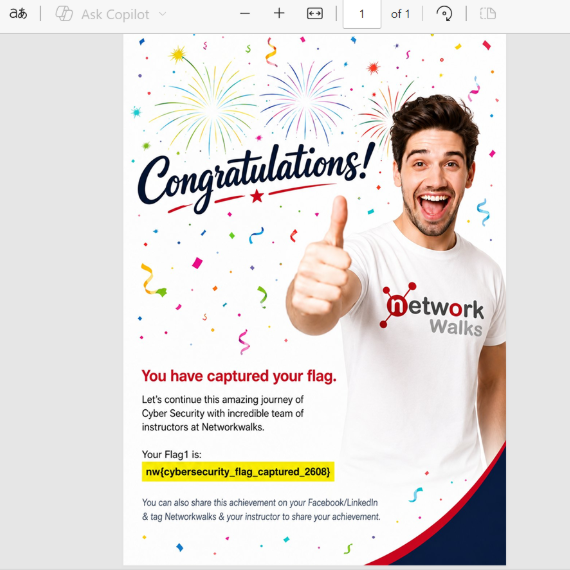 aあ Ask Copilot 1 of 1
Congratulations!
network
Walks
You have captured your flag.
Let's continue this amazing journey of
Cyber Security with incredible team of
instructors at Networkwalks.
Your Flag1 is:
nw{cybersecurity_flag_captured_2608}
You can also share this achievement on your Facebook/LinkedIn
& tag Networkwalks & your instructor to share your achievement.